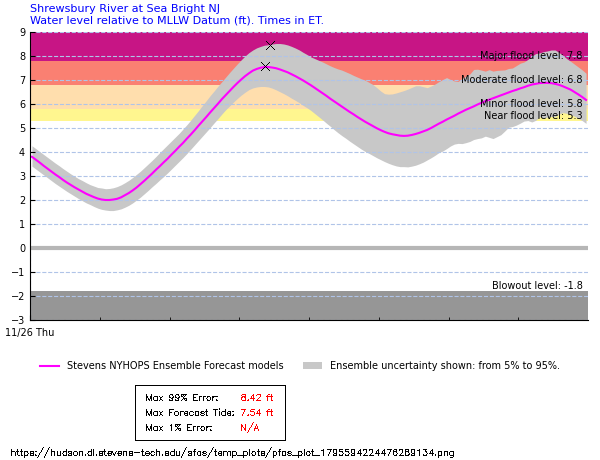 Shrewsbury River at Sea Bright NJ
Water level relative to MLLW Datum (ft). Times in ET.
9
8
Major flood level: 7.8
7
Moderate flood level: 6.8
6
Minor flood level: 5.8
Near flood level: 5.3
5
4
3
2
1
0
−1
Blowout level: -1.8
−2
−3
11/26 Thu
Stevens NYHOPS Ensemble Forecast models
Ensemble uncertainty shown: from 5% to 95%.
Max 99% Error: 8.42 ft
Max Forecast Tide: 7.54 ft
Max 1% Error: N/A
https://hudson.dl.stevens-tech.edu/afos/temp_plots/pfos_plot_1795594224476269134.png